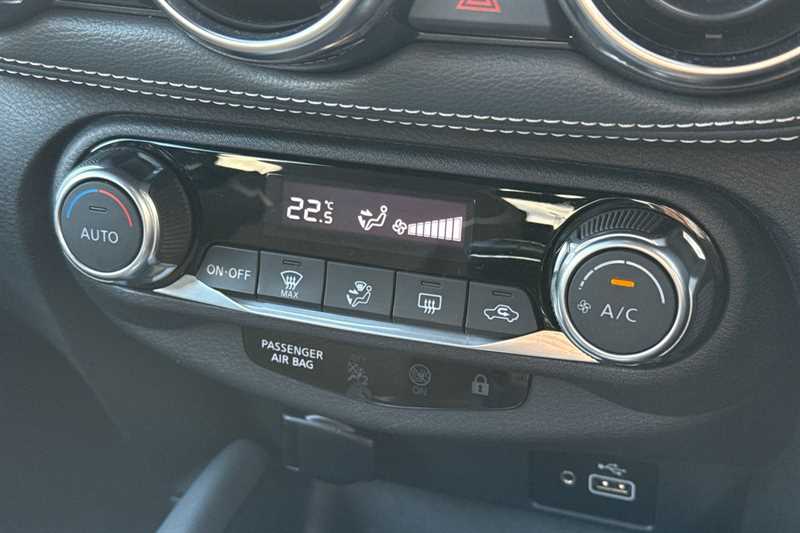 22.5 °C
AUTO
ON·OFF
MAX
A/C
PASSENGER
AIR BAG
ON